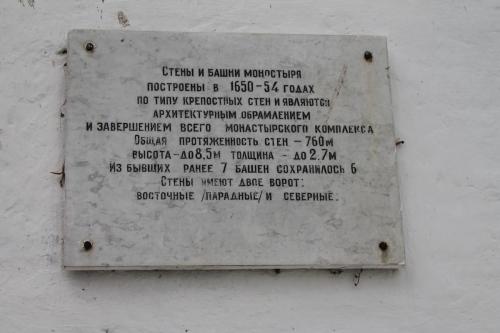 Стены и башни моностыря
построены в 1650-54 годах
по типу крепостных стен и являются
архитектурным обрамлением
и завершением всего монастырского комплекса
Общая протяженность стен - 760м
высота-до 8,5м толщина - до 2,7м
Из бывших ранее 7 башен сохранилось 6
Стены имеют двое ворот:
восточные /парадные/ и северные.